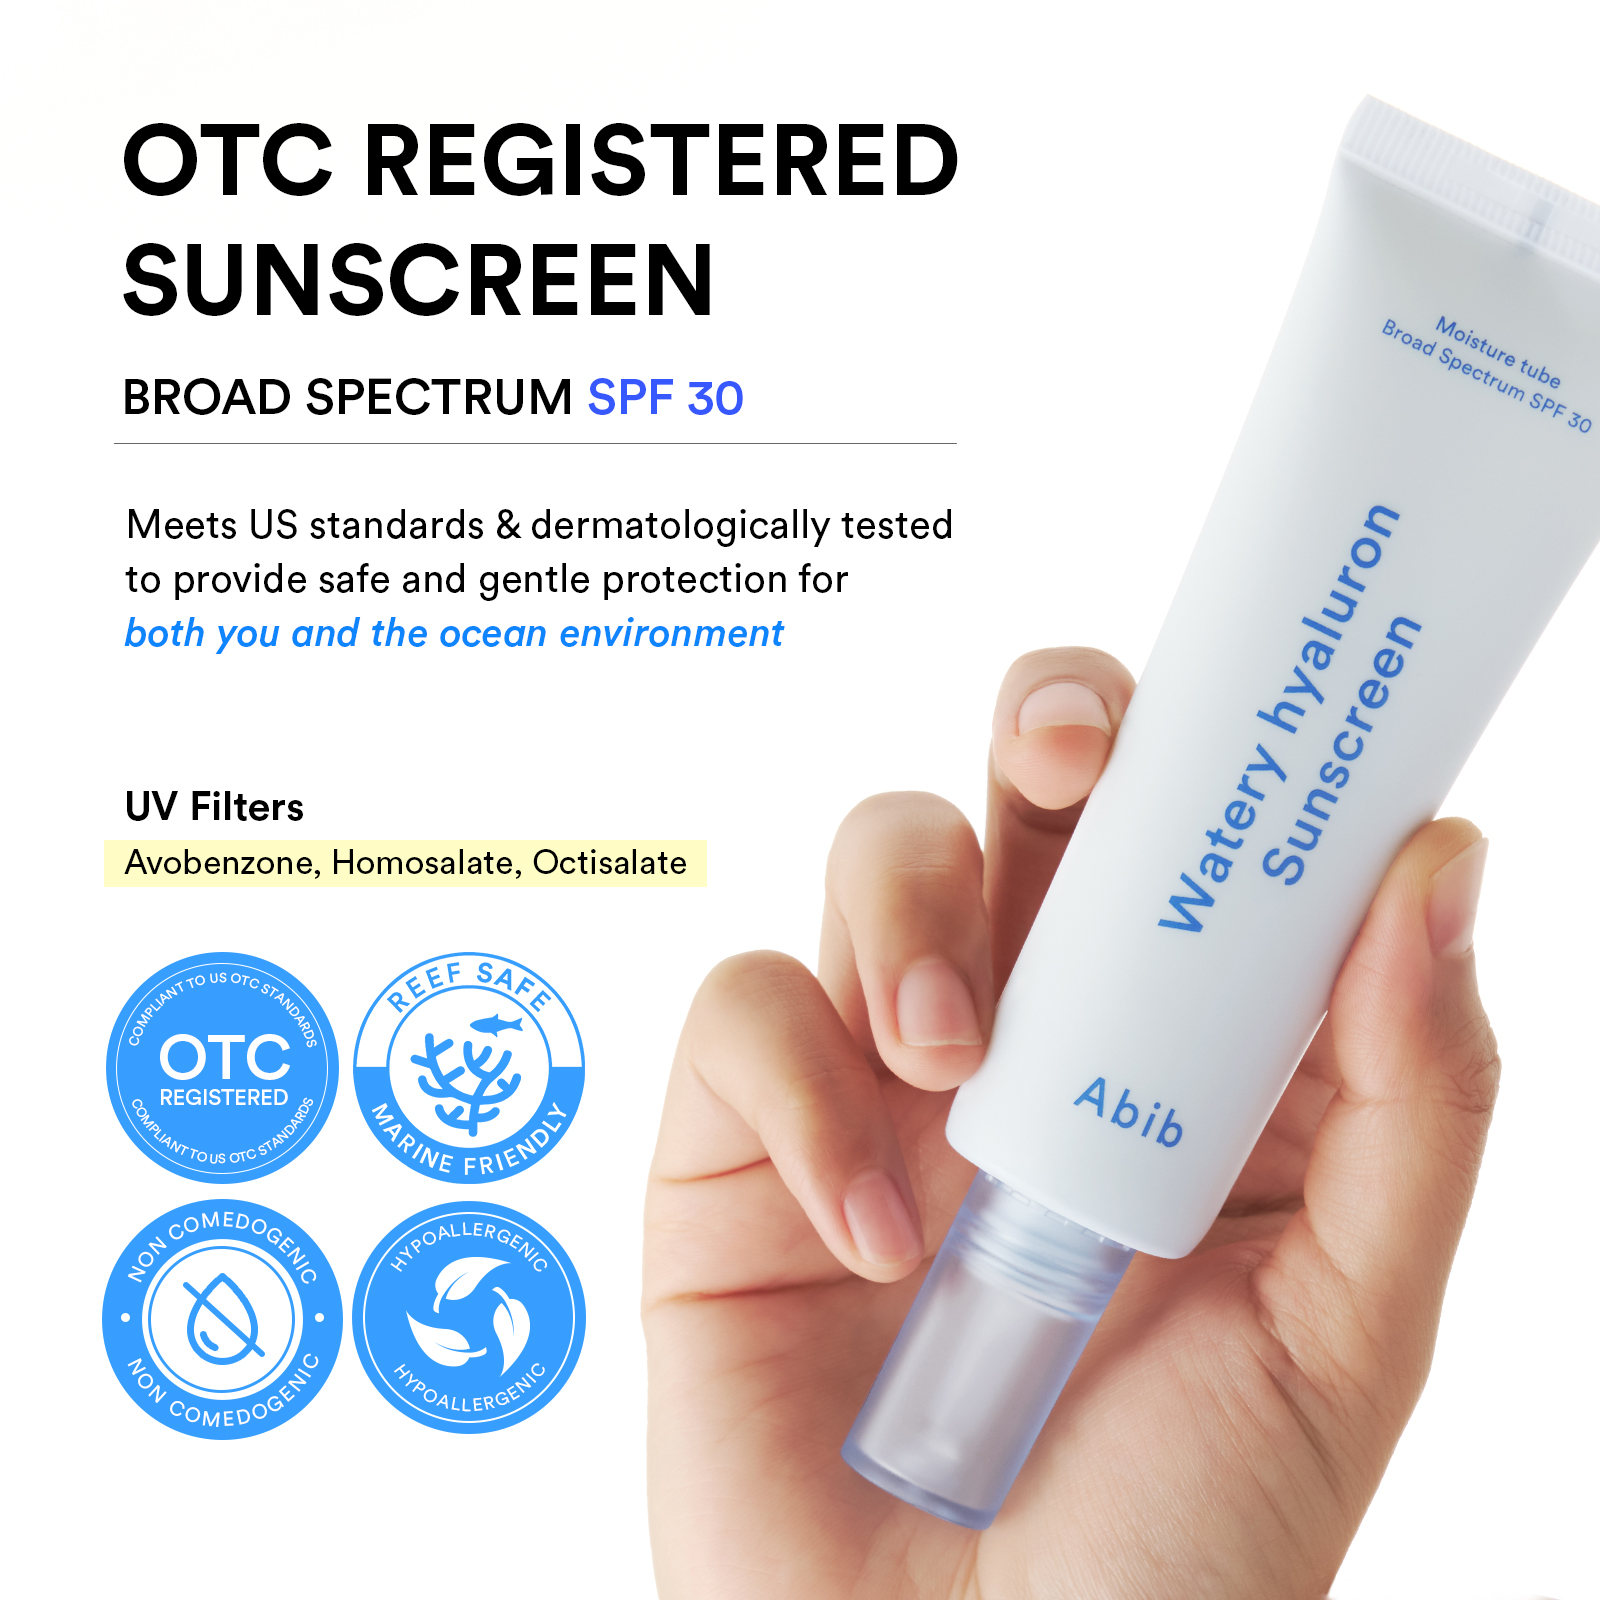 OTC REGISTERED
SUNSCREEN
BROAD SPECTRUM SPF 30
Meets US standards & dermatologically tested
to provide safe and gentle protection for
both you and the ocean environment
UV Filters
Avobenzone, Homosalate, Octisalate
COMPLIANT TO US OTC STANDARDS
OTC
REGISTERED
COMPLIANT TO US OTC STANDARDS
REEF SAFE
MARINE FRIENDLY
NON COMEDOGENIC
NON COMEDOGENIC
HYPOALLERGENIC
HYPOALLERGENIC
Moisture tube
Broad Spectrum SPF 30
Watery hyaluron
Sunscreen
Abib